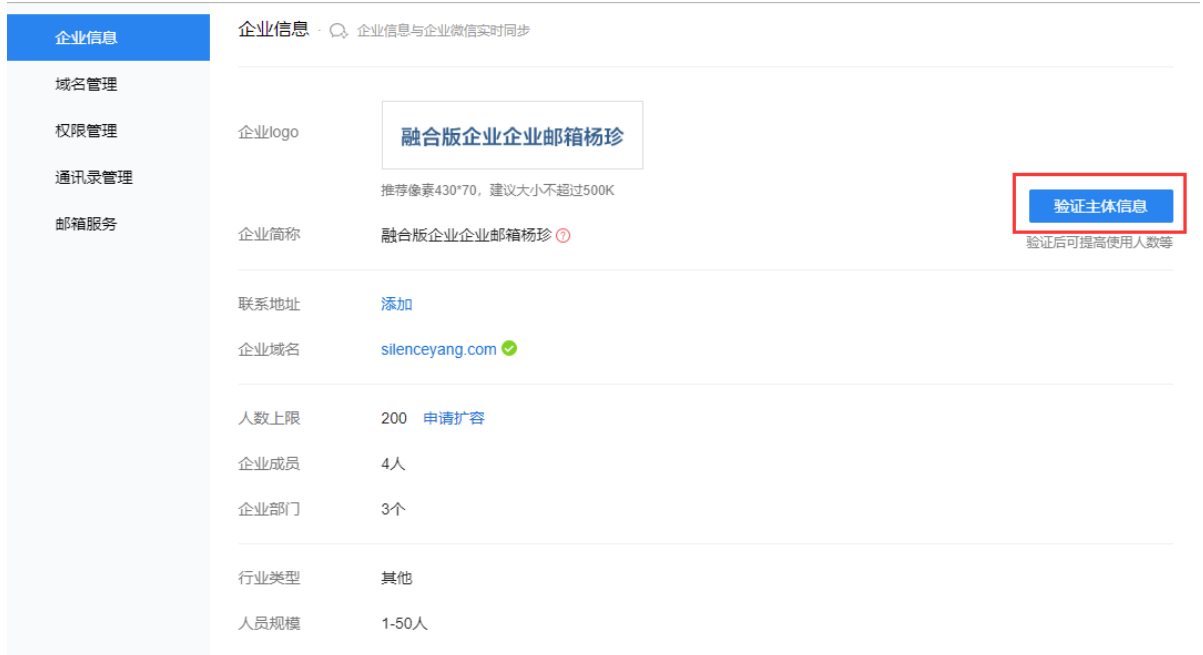 企业信息
域名管理
权限管理
通讯录管理
邮箱服务
企业信息 · 企业信息与企业微信实时同步
企业logo
融合版企业企业邮箱杨珍
推荐像素430*70，建议大小不超过500K
企业简称 融合版企业企业邮箱杨珍
验证主体信息
验证后可提高使用人数等
联系地址 添加
企业域名 silenceyang.com
人数上限 200 申请扩容
企业成员 4人
企业部门 3个
行业类型 其他
人员规模 1-50人